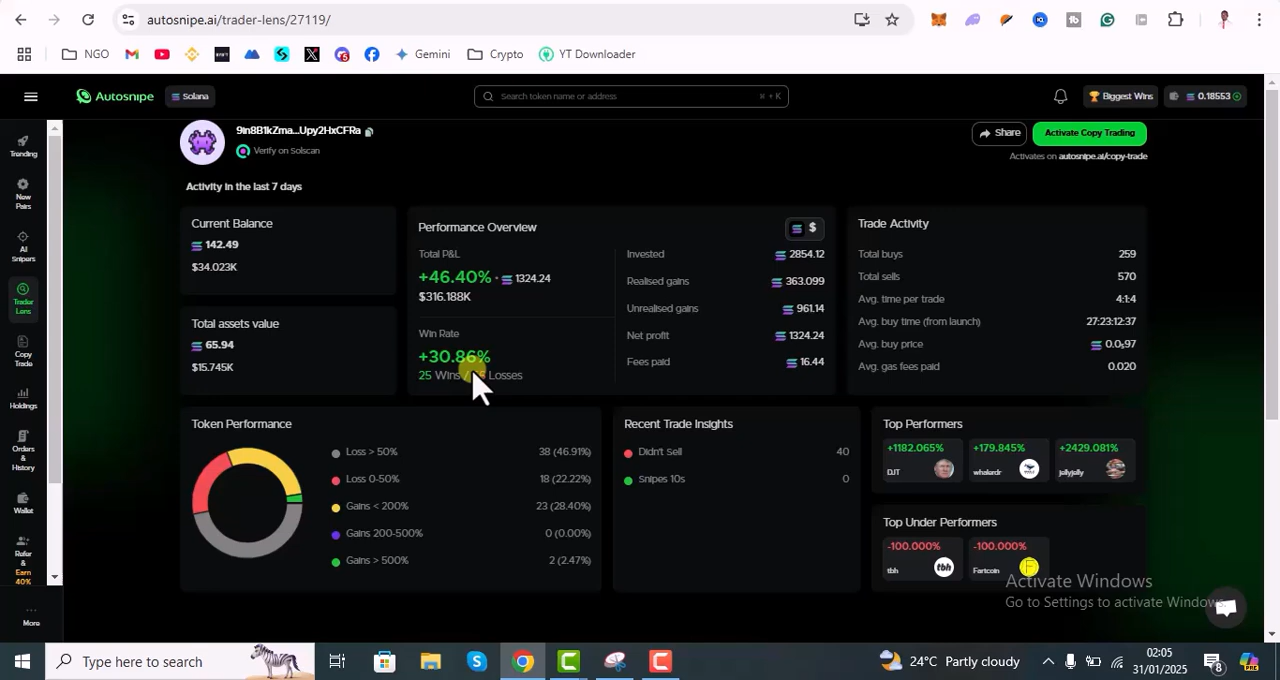 autosnipe.ai/trader-lens/27119/
NGO
Gemini
Crypto
YT Downloader
Autosnipe
Solana
Search token name or address
+ K
Biggest Wins
0.18553
Trending
New
Pairs
AI
Snipers
Trader
Lens
Copy
Trade
Holdings
Orders
&
History
Wallet
Refer
&
Earn
40%
More
9in8B1kZma...Upy2HxCFRa
Verify on Solscan
Share
Activate Copy Trading
Activates on autosnipe.ai/copy-trade
Activity in the last 7 days
Current Balance
142.49
$34.023K
Total assets value
65.94
$15.745K
Performance Overview
$
Total P&L
+46.40% • 1324.24
$316.188K
Win Rate
+30.86%
25 Wins / Losses
Invested 2854.12
Realised gains 363.099
Unrealised gains 961.14
Net profit 1324.24
Fees paid 16.44
Trade Activity
Total buys 259
Total sells 570
Avg. time per trade 4:1:4
Avg. buy time (from launch) 27:23:12:37
Avg. buy price
Avg. gas fees paid 0.020
Token Performance
Loss > 50% 38 (46.91%)
Loss 0-50% 18 (22.22%)
Gains < 200% 23 (28.40%)
Gains 200-500% 0 (0.00%)
Gains > 500% 2 (2.47%)
Recent Trade Insights
Didn't Sell 40
Snipes 10s 0
Top Performers
+1182.065% +179.845% +2429.081%
DJT whalerdr jellyjelly
Top Under Performers
-100.000% -100.000%
tbh tbh Fartcoin F
Activate Windows
Go to Settings to activate Windows.
Type here to search
24°C Partly cloudy
02:05
31/01/2025
8